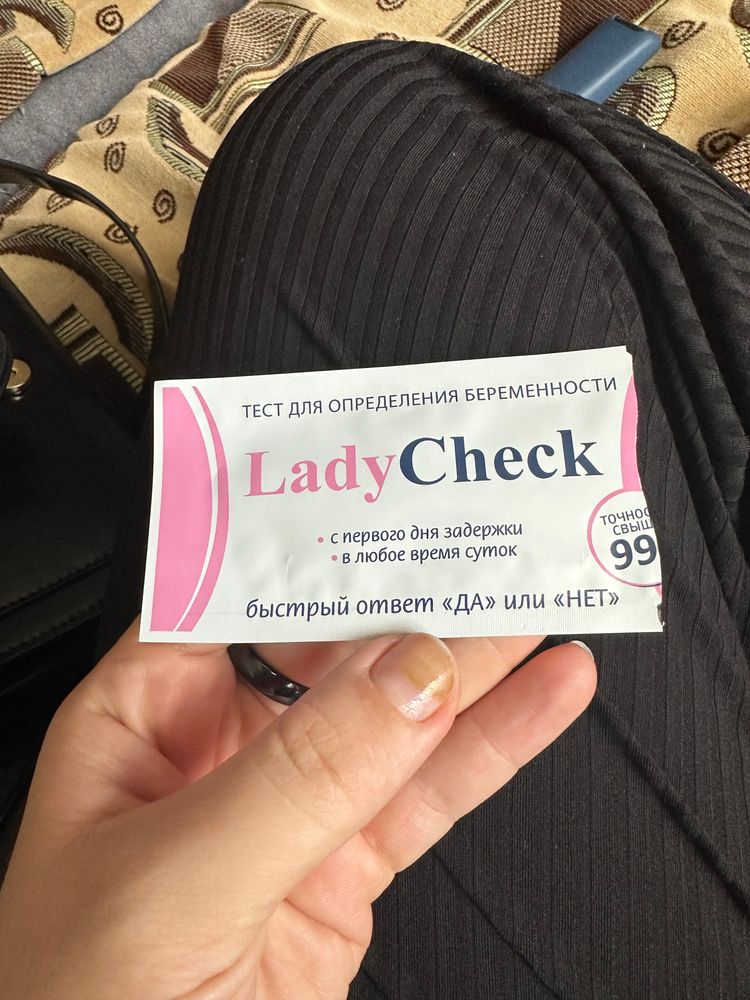 ТЕСТ ДЛЯ ОПРЕДЕЛЕНИЯ БЕРЕМЕННОСТИ
LadyCheck
• с первого дня задержки
• в любое время суток
99
быстрый ответ «ДА» или «НЕТ»